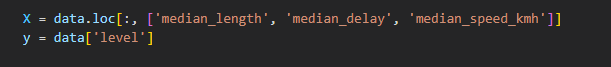 X = data.loc[:, ['median_length', 'median_delay', 'median_speed_kmh']]
y = data['level']